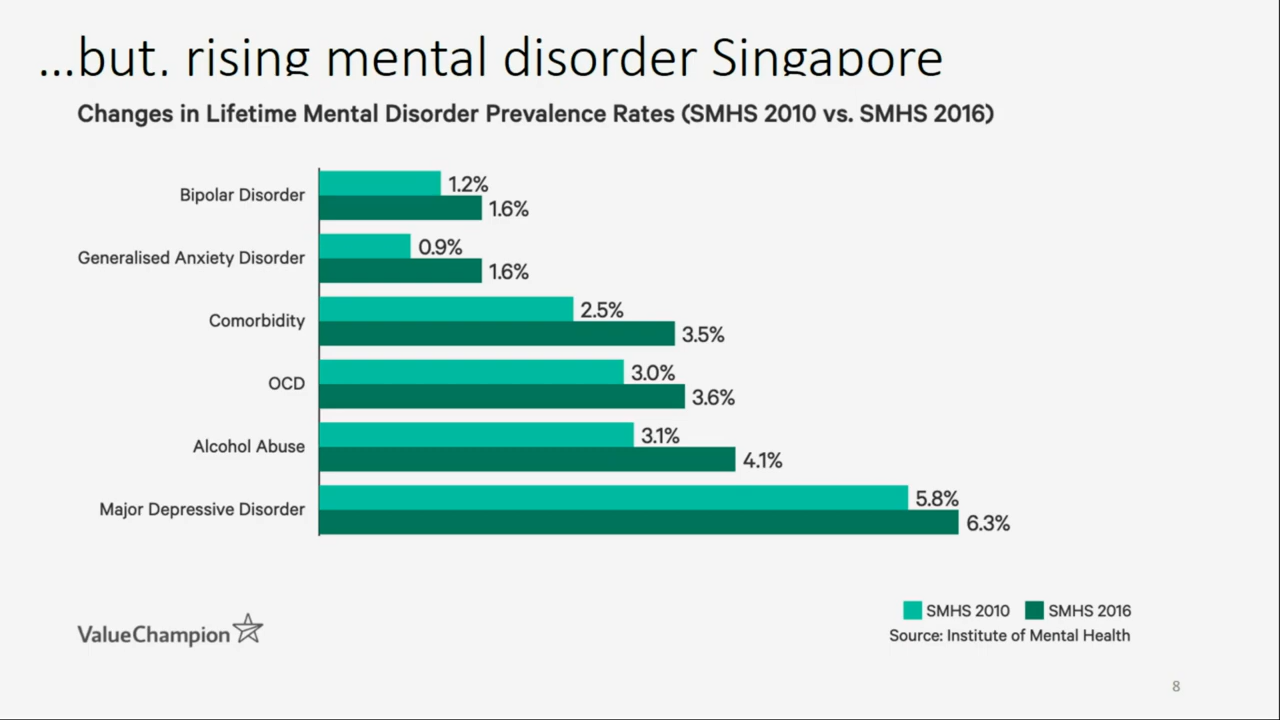 ...but, rising mental disorder Singapore
Changes in Lifetime Mental Disorder Prevalence Rates (SMHS 2010 vs. SMHS 2016)
Bipolar Disorder
1.2%
1.6%
Generalised Anxiety Disorder
0.9%
1.6%
Comorbidity
2.5%
3.5%
OCD
3.0%
3.6%
Alcohol Abuse
3.1%
4.1%
Major Depressive Disorder
5.8%
6.3%
SMHS 2010 SMHS 2016
Source: Institute of Mental Health
ValueChampion
8